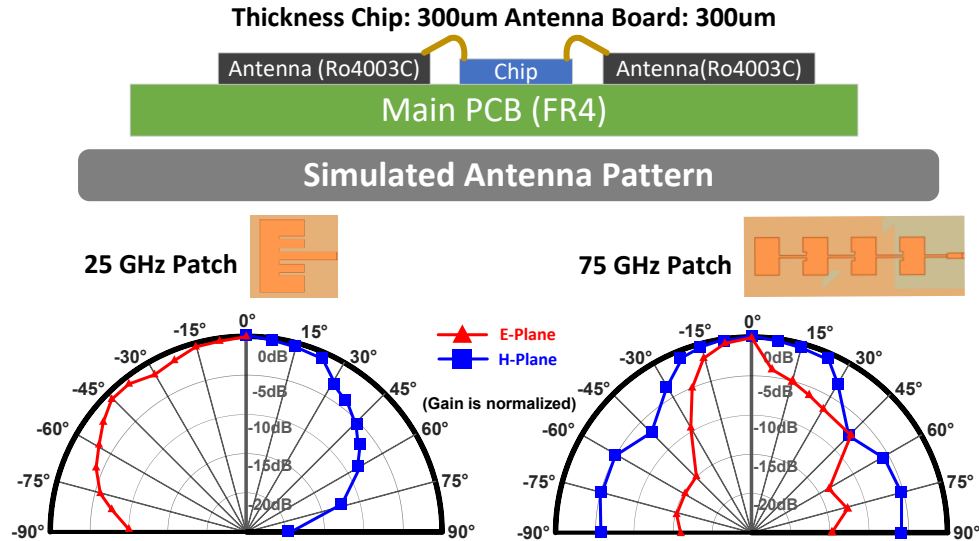 Thickness Chip: 300um Antenna Board: 300um
Antenna (Ro4003C)
Chip
Antenna(Ro4003C)
Main PCB (FR4)
Simulated Antenna Pattern
25 GHz Patch
75 GHz Patch
0°
-15°
15°
-30°
30°
-45°
45°
-60°
60°
-75°
75°
-90°
90°
0dB
-5dB
-10dB
-15dB
-20dB
E-Plane
H-Plane
(Gain is normalized)
0°
-15°
15°
-30°
30°
-45°
45°
-60°
60°
-75°
75°
-90°
90°
0dB
-5dB
-10dB
-15dB
-20dB